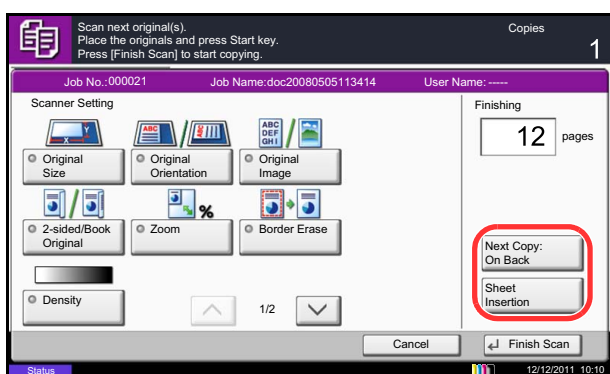 Scan next original(s).
Place the originals and press Start key.
Press [Finish Scan] to start copying.
Copies
1
Job No.:000021
Job Name:doc20080505113414
User Name: -----
Scanner Setting
Finishing
X
Y
ABC
ABC
DEF
GHI
12 pages
Original
Size
Original
Orientation
Original
Image
%
2-sided/Book
Original
Zoom
Border Erase
Next Copy:
On Back
Sheet
Insertion
Density
1/2
Cancel
Finish Scan
Status
12/12/2011 10:10